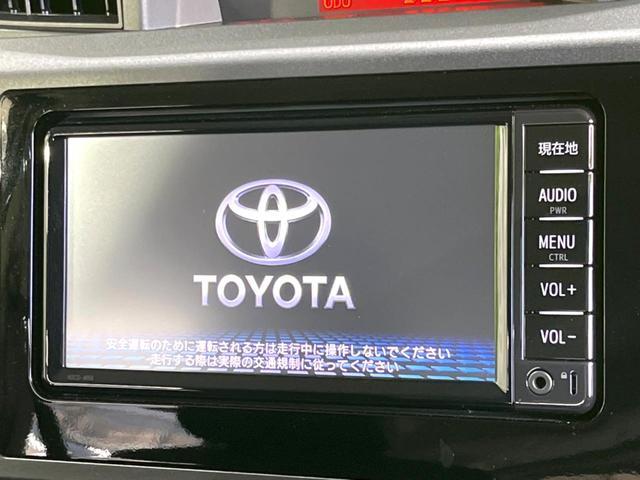 ODO
現在地
AUDIO
PWR
MENU
CTRL
VOL+
VOL-
TOYOTA
安全運転のために運転される方は走行中に操作しないでください
走行する際は実際の交通規制に従ってください